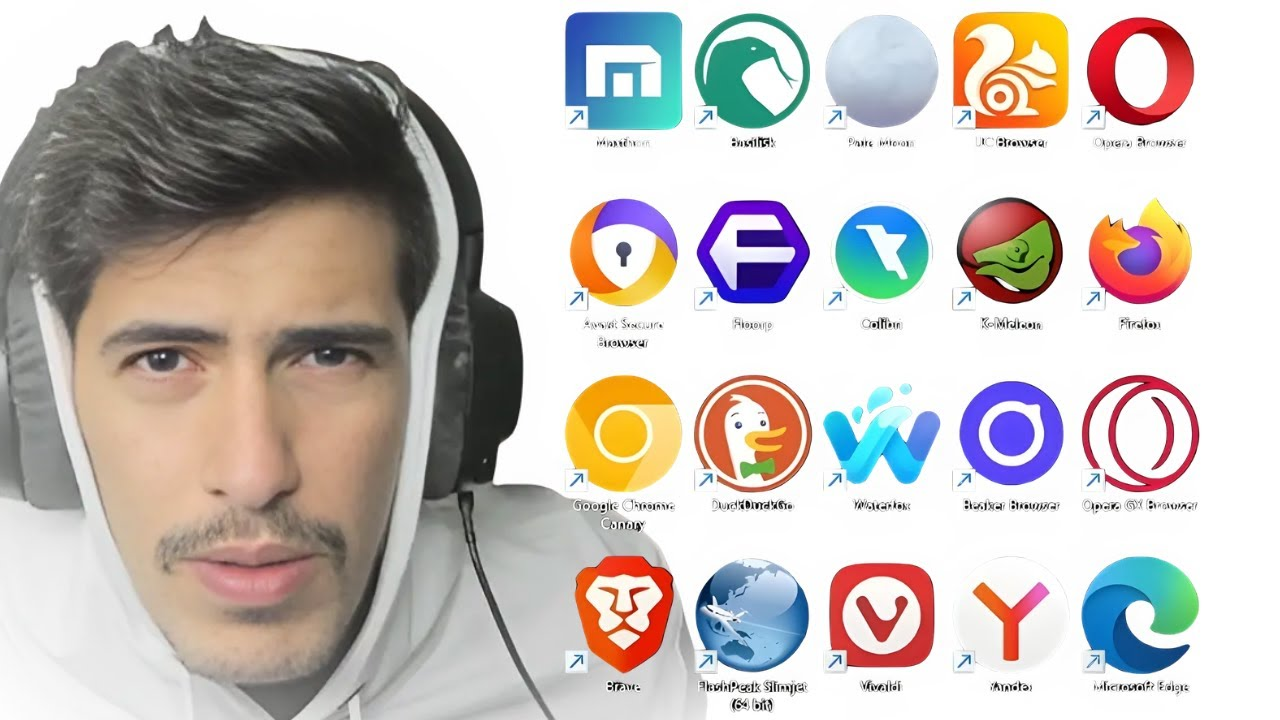 Maxthon
Basilisk
Pale Moon
UC Browser
Opera Browser
Avast Secure
Browser
Floorp
Colibri
K-Meleon
Firefox
Google Chrome
Canary
DuckDuckGo
Waterfox
Beaker Browser
Opera GX Browser
Brave
FlashPeak Slimjet
(64 bit)
Vivaldi
Yandex
Microsoft Edge